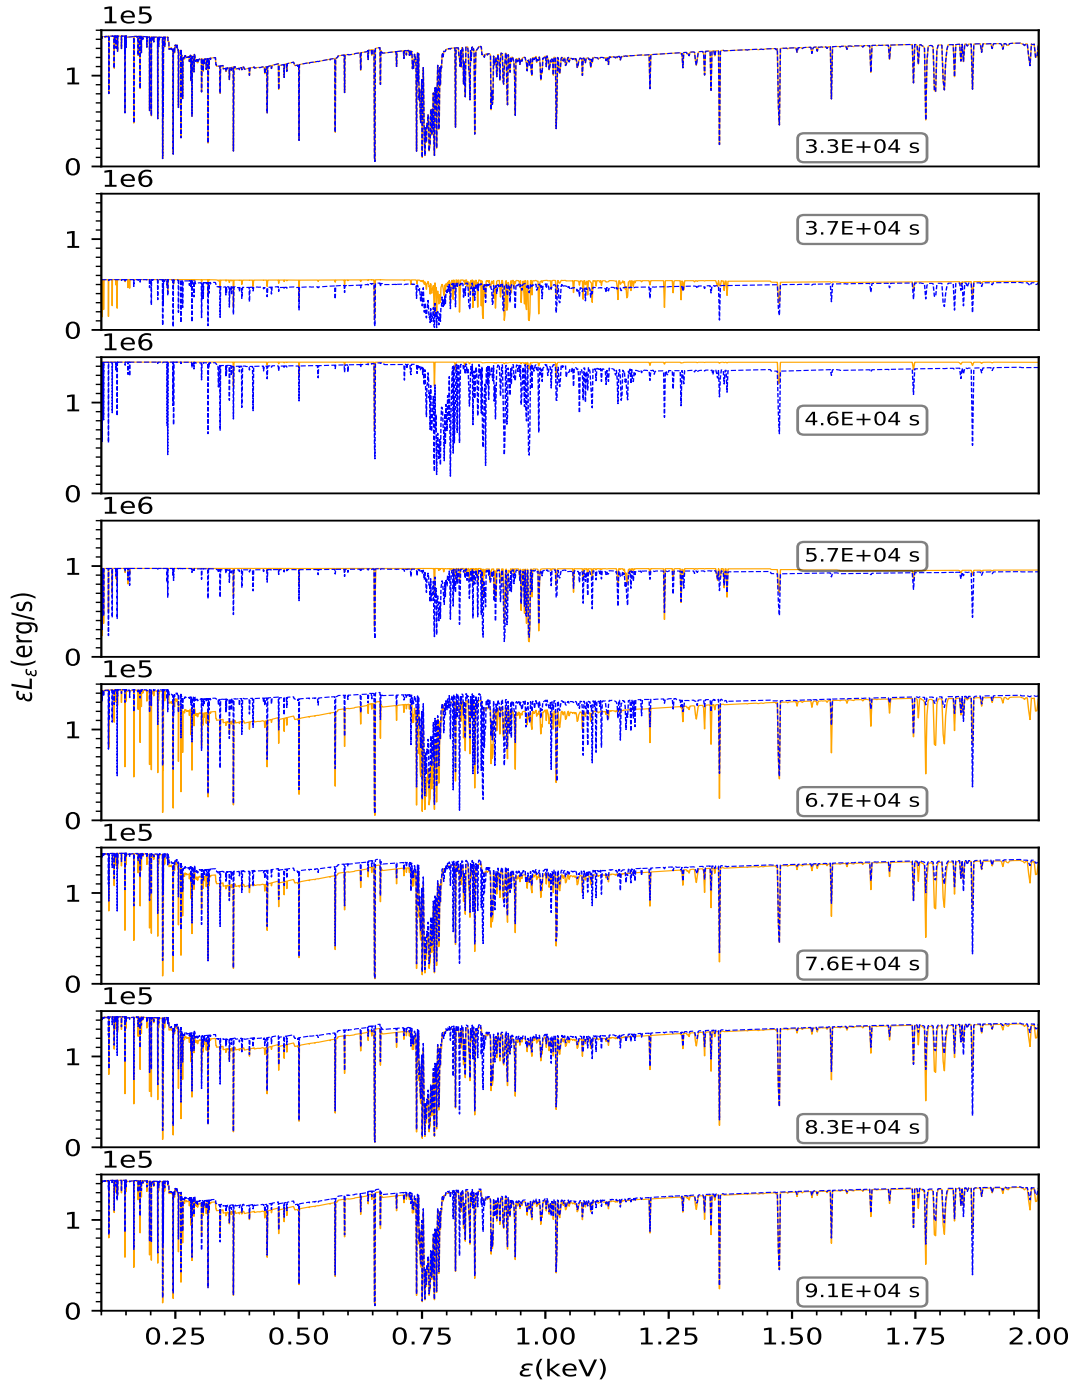 1e5
1
0
3.3E+04 s
1e6
1
0
3.7E+04 s
1e6
1
0
4.6E+04 s
1e6
1
0
5.7E+04 s
εLε(erg/s)
1e5
1
0
6.7E+04 s
1e5
1
0
7.6E+04 s
1e5
1
0
8.3E+04 s
1e5
1
0
9.1E+04 s
0.25 0.50 0.75 1.00 1.25 1.50 1.75 2.00
ε(keV)